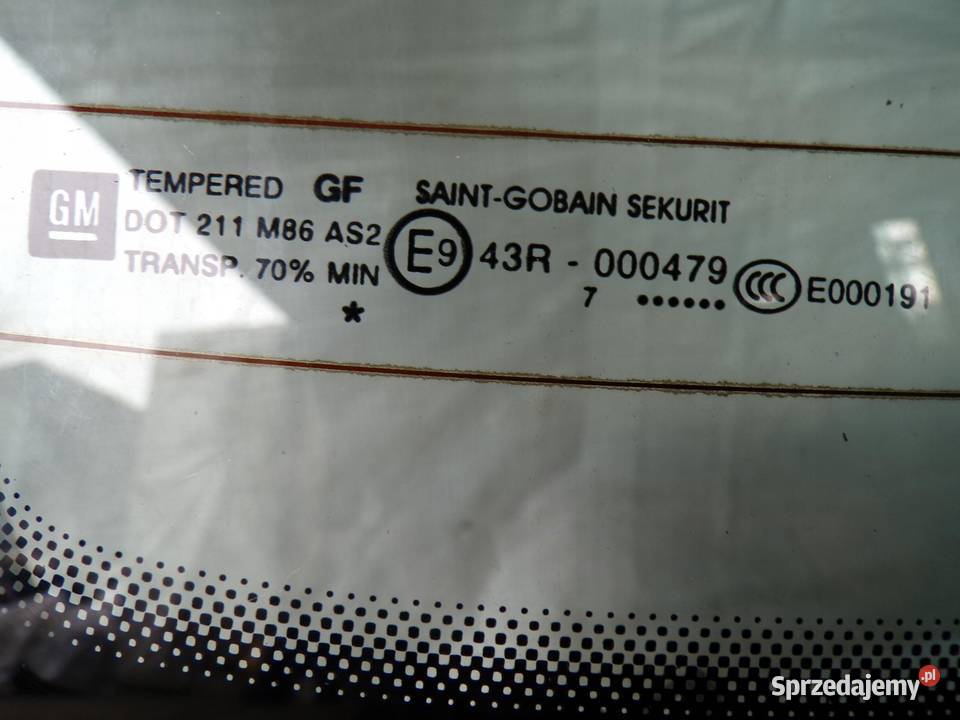 GM
TEMPERED GF SAINT-GOBAIN SEKURIT
DOT 211 M86 AS2 E9 43R - 000479 CCC E000191
TRANSP. 70% MIN 7 ••••••
*
Sprzedajemy.pl